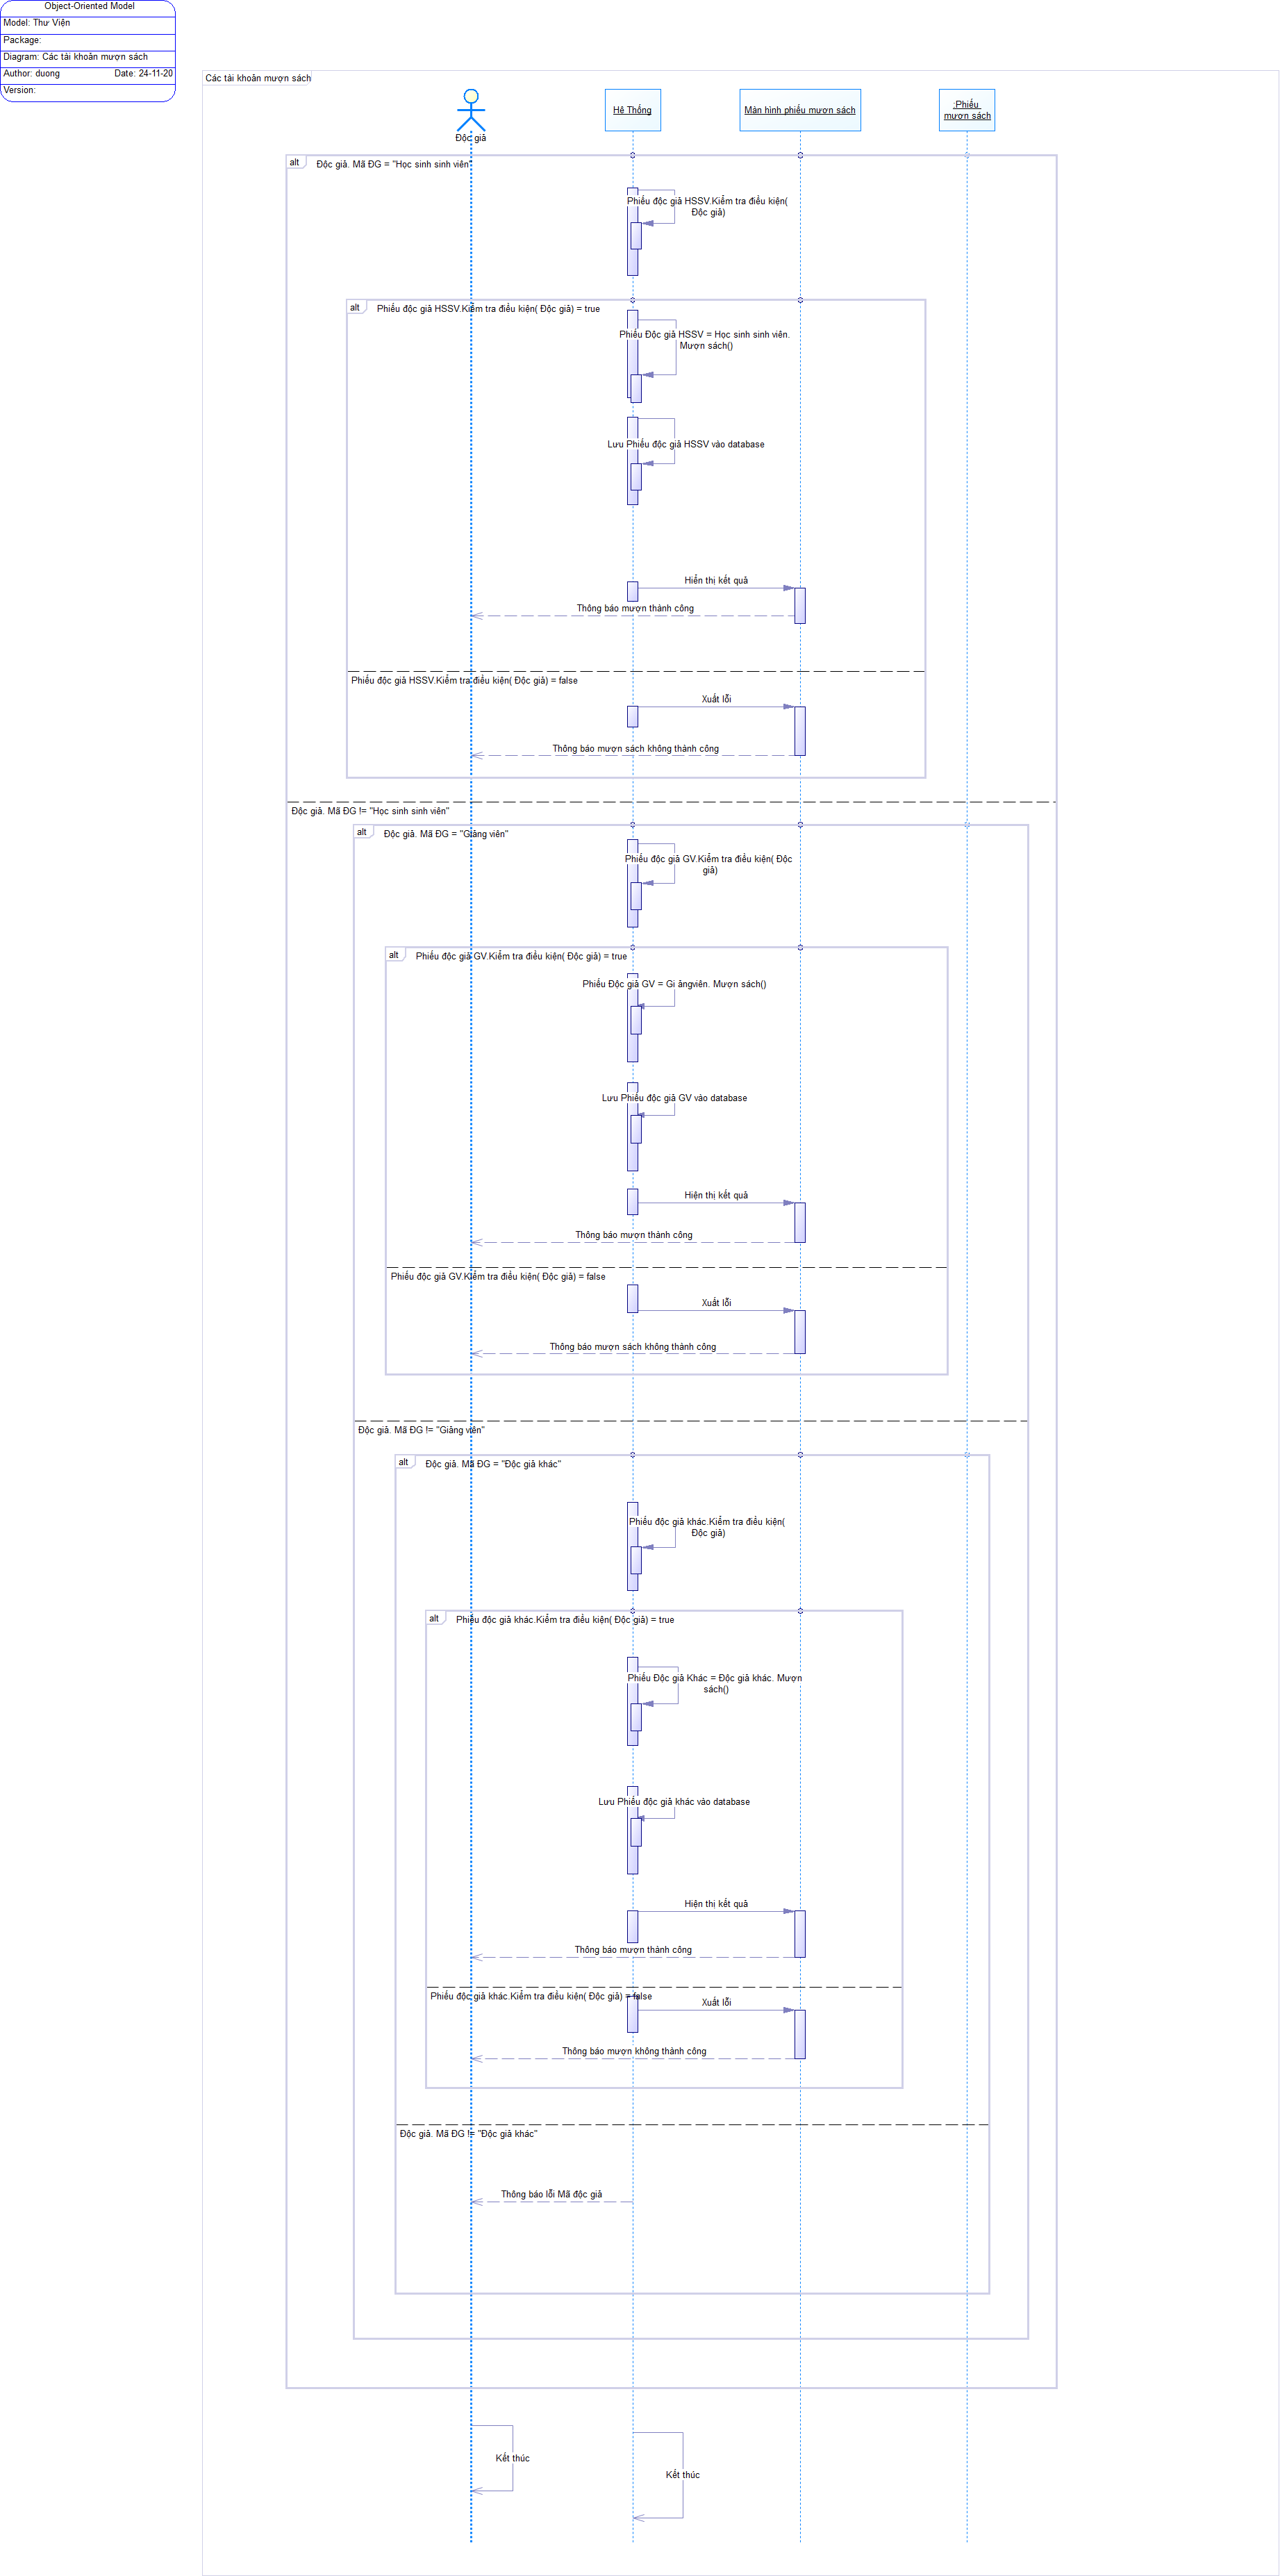 Object-Oriented Model
Model: Thư Viện
Package:
Diagram: Các tài khoản mượn sách
Author: duong Date: 24-11-20
Version:
Các tài khoản mượn sách
Độc giả
Hê Thống
Màn hình phiếu mượn sách
:Phiếu
mượn sách
alt
Độc giả. Mã ĐG = "Học sinh sinh viên"
Phiếu độc giả HSSV.Kiểm tra điều kiện(
Độc giả)
alt
Phiếu độc giả HSSV.Kiểm tra điều kiện( Độc giả) = true
Phiếu Độc giả HSSV = Học sinh sinh viên.
Mượn sách()
Lưu Phiếu độc giả HSSV vào database
Hiển thị kết quả
Thông báo mượn thành công
Phiếu độc giả HSSV.Kiểm tra điều kiện( Độc giả) = false
Xuất lỗi
Thông báo mượn sách không thành công
Độc giả. Mã ĐG != "Học sinh sinh viên"
alt
Độc giả. Mã ĐG = "Giảng viên"
Phiếu độc giả GV.Kiểm tra điều kiện( Độc
giả)
alt
Phiếu độc giả GV.Kiểm tra điều kiện( Độc giả) = true
Phiếu Độc giả GV = Gi ảngviên. Mượn sách()
Lưu Phiếu độc giả GV vào database
Hiện thị kết quả
Thông báo mượn thành công
Phiếu độc giả GV.Kiểm tra điều kiện( Độc giả) = false
Xuất lỗi
Thông báo mượn sách không thành công
Độc giả. Mã ĐG != "Giảng viên"
alt
Độc giả. Mã ĐG = "Độc giả khác"
Phiếu độc giả khác.Kiểm tra điều kiện(
Độc giả)
alt
Phiếu độc giả khác.Kiểm tra điều kiện( Độc giả) = true
Phiếu Độc giả Khác = Độc giả khác. Mượn
sách()
Lưu Phiếu độc giả khác vào database
Hiện thị kết quả
Thông báo mượn thành công
Phiếu độc giả khác.Kiểm tra điều kiện( Độc giả) = false
Xuất lỗi
Thông báo mượn không thành công
Độc giả. Mã ĐG != "Độc giả khác"
Thông báo lỗi Mã độc giả
Kết thúc
Kết thúc